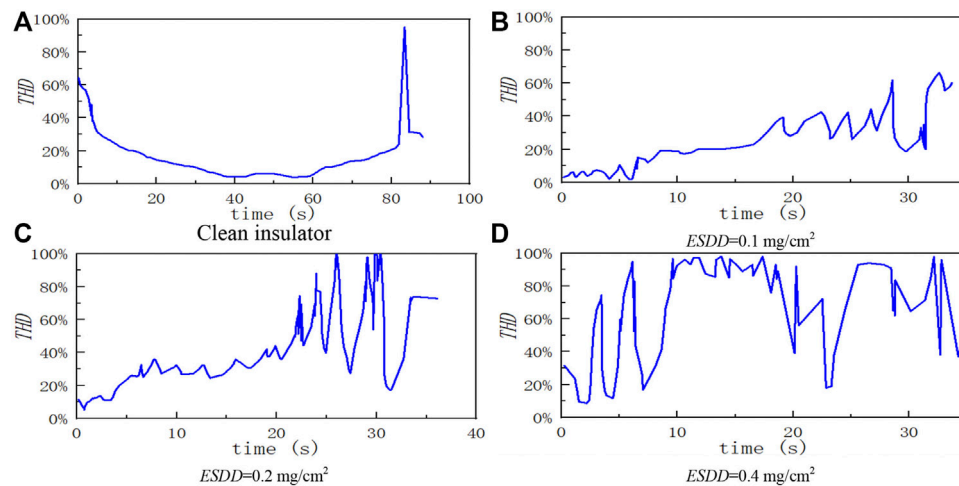 A
100%
80%
60%
40%
20%
0%
THD
0
20
40
60
80
100
time (s)
Clean insulator
B
100%
80%
60%
40%
20%
0%
THD
0
10
20
30
time (s)
ESDD=0.1 mg/cm²
C
100%
80%
60%
40%
20%
0%
THD
0
10
20
30
40
time (s)
ESDD=0.2 mg/cm²
D
100%
80%
60%
40%
20%
0%
THD
0
10
20
30
time (s)
ESDD=0.4 mg/cm²